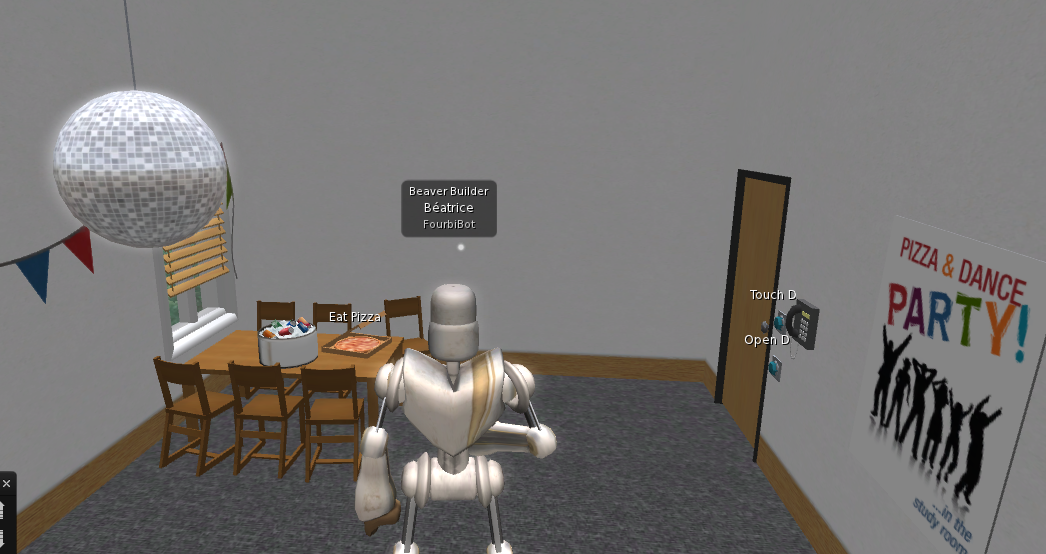 Beaver Builder
Béatrice
FourbiBot
Eat Pizza
Touch D
Open D
PIZZA & DANCE
PARTY!
...in the
study room